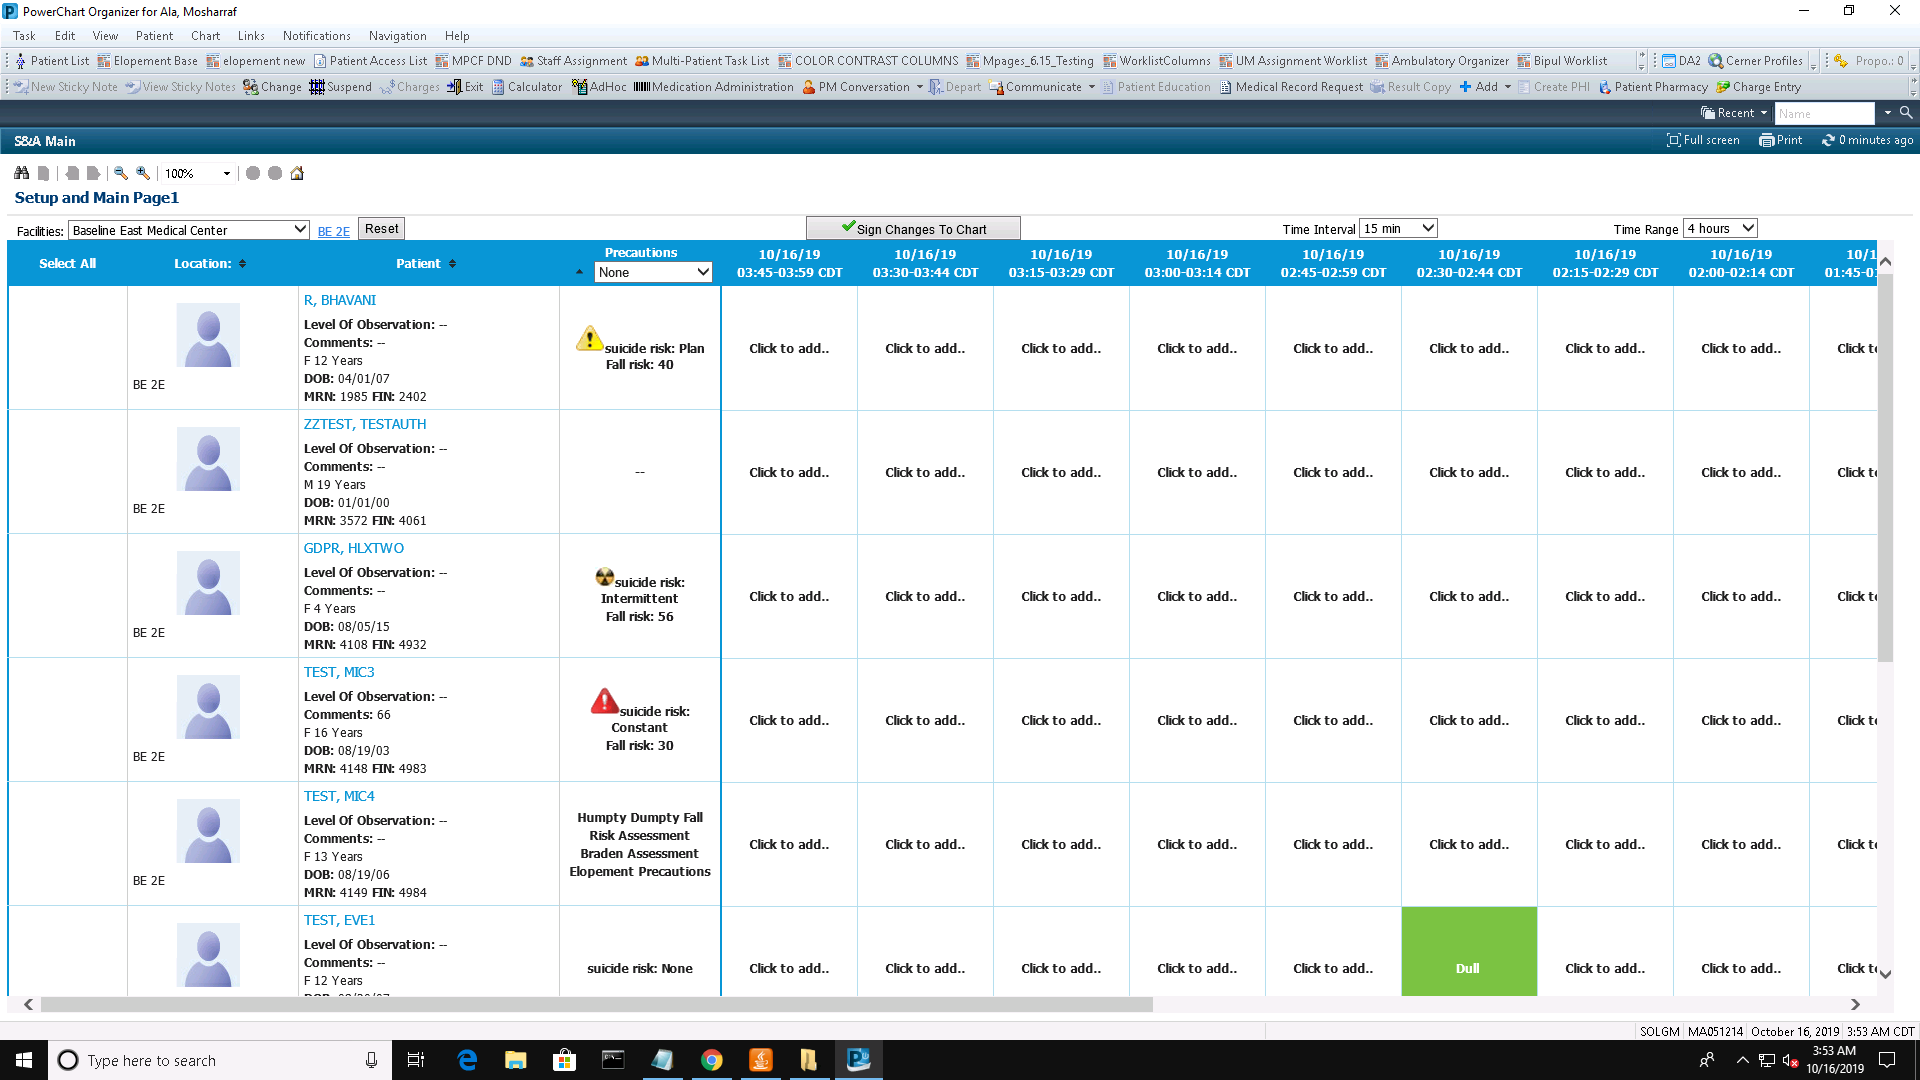 PowerChart Organizer for Ala, Mosharraf
Task Edit View Patient Chart Links Notifications Navigation Help
Patient List Elopement Base elopement new Patient Access List MPCF DND Staff Assignment Multi-Patient Task List COLOR CONTRAST COLUMNS Mpages_6.15_Testing WorklistColumns UM Assignment Worklist Ambulatory Organizer Bipul Worklist DA2 Cerner Profiles Propo.: 0
New Sticky Note View Sticky Notes Change Suspend Charges Exit Calculator AdHoc Medication Administration PM Conversation Depart Communicate Patient Education Medical Record Request Result Copy Add Create PHI Patient Pharmacy Charge Entry
Recent Name
S&A Main Full screen Print 0 minutes ago
100%
Setup and Main Page1
Facilities: Baseline East Medical Center BE 2E Reset Sign Changes To Chart Time Interval 15 min Time Range 4 hours
Select All Location: Patient Precautions None
10/16/19 03:45-03:59 CDT
10/16/19 03:30-03:44 CDT
10/16/19 03:15-03:29 CDT
10/16/19 03:00-03:14 CDT
10/16/19 02:45-02:59 CDT
10/16/19 02:30-02:44 CDT
10/16/19 02:15-02:29 CDT
10/16/19 02:00-02:14 CDT
10/1 01:45-0
BE 2E
R, BHAVANI
Level Of Observation: --
Comments: --
F 12 Years
DOB: 04/01/07
MRN: 1985 FIN: 2402
suicide risk: Plan
Fall risk: 40
Click to add.. Click to add.. Click to add.. Click to add.. Click to add.. Click to add.. Click to add.. Click to add.. Click t
BE 2E
ZZTEST, TESTAUTH
Level Of Observation: --
Comments: --
M 19 Years
DOB: 01/01/00
MRN: 3572 FIN: 4061
--
Click to add.. Click to add.. Click to add.. Click to add.. Click to add.. Click to add.. Click to add.. Click to add.. Click t
BE 2E
GDPR, HLXTWO
Level Of Observation: --
Comments: --
F 4 Years
DOB: 08/05/15
MRN: 4108 FIN: 4932
suicide risk:
Intermittent
Fall risk: 56
Click to add.. Click to add.. Click to add.. Click to add.. Click to add.. Click to add.. Click to add.. Click to add.. Click t
BE 2E
TEST, MIC3
Level Of Observation: --
Comments: 66
F 16 Years
DOB: 08/19/03
MRN: 4148 FIN: 4983
suicide risk:
Constant
Fall risk: 30
Click to add.. Click to add.. Click to add.. Click to add.. Click to add.. Click to add.. Click to add.. Click to add.. Click t
BE 2E
TEST, MIC4
Level Of Observation: --
Comments: --
F 13 Years
DOB: 08/19/06
MRN: 4149 FIN: 4984
Humpty Dumpty Fall
Risk Assessment
Braden Assessment
Elopement Precautions
Click to add.. Click to add.. Click to add.. Click to add.. Click to add.. Click to add.. Click to add.. Click to add.. Click t
TEST, EVE1
Level Of Observation: --
Comments: --
F 12 Years
suicide risk: None
Click to add.. Click to add.. Click to add.. Click to add.. Click to add.. Dull Click to add.. Click to add.. Click t
SOLGM MA051214 October 16, 2019 3:53 AM CDT
Type here to search
3:53 AM
10/16/2019